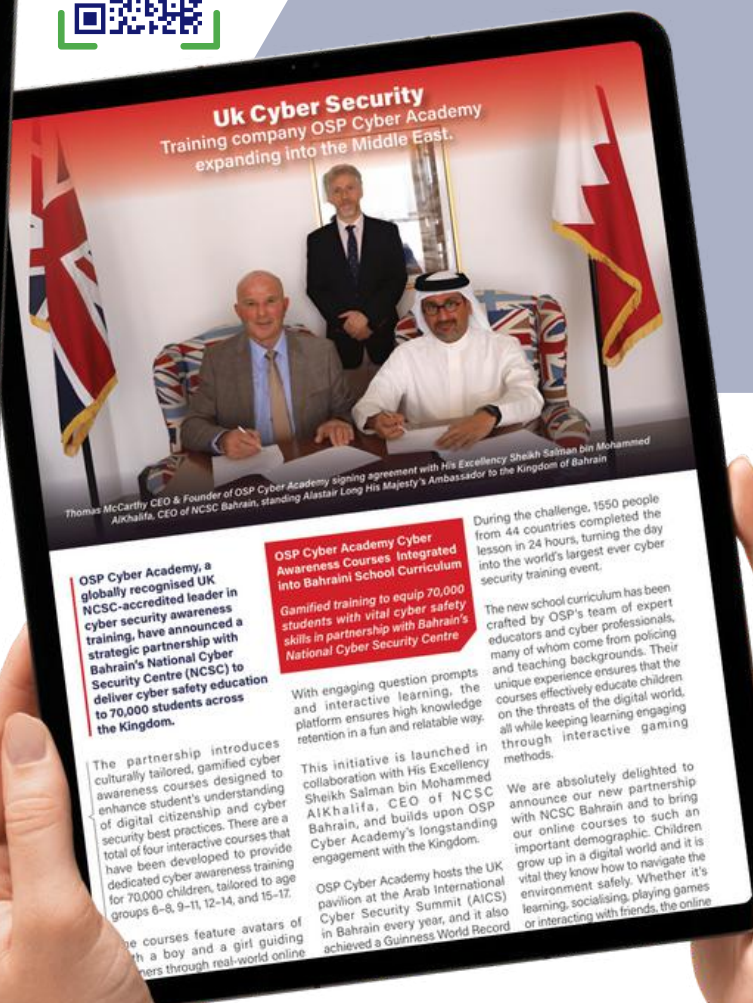 Uk Cyber Security
Training company OSP Cyber Academy
expanding into the Middle East.
Thomas McCarthy CEO & Founder of OSP Cyber Academy signing agreement with His Excellency Sheikh Salman bin Mohammed
AlKhalifa, CEO of NCSC Bahrain, standing Alastair Long His Majesty's Ambassador to the Kingdom of Bahrain
OSP Cyber Academy, a
globally recognised UK
NCSC-accredited leader in
cyber security awareness
training, have announced a
strategic partnership with
Bahrain's National Cyber
Security Centre (NCSC) to
deliver cyber safety education
to 70,000 students across
the Kingdom.
The partnership introduces
culturally tailored, gamified cyber
awareness courses designed to
enhance student's understanding
of digital citizenship and cyber
security best practices. There are a
total of four interactive courses that
have been developed to provide
dedicated cyber awareness training
for 70,000 children, tailored to age
groups 6–8, 9–11, 12–14, and 15–17.
courses feature avatars of
a boy and a girl guiding
through real-world online
OSP Cyber Academy Cyber
Awareness Courses Integrated
into Bahraini School Curriculum
Gamified training to equip 70,000
students with vital cyber safety
skills in partnership with Bahrain's
National Cyber Security Centre
With engaging question prompts
and interactive learning, the
platform ensures high knowledge
retention in a fun and relatable way.
This initiative is launched in
collaboration with His Excellency
Sheikh Salman bin Mohammed
AlKhalifa, CEO of NCSC
Bahrain, and builds upon OSP
Cyber Academy's longstanding
engagement with the Kingdom.
OSP Cyber Academy hosts the UK
pavilion at the Arab International
Cyber Security Summit (AICS)
in Bahrain every year, and it also
achieved a Guinness World Record
During the challenge, 1550 people
from 44 countries completed the
lesson in 24 hours, turning the day
into the world's largest ever cyber
security training event.
The new school curriculum has been
crafted by OSP's team of expert
educators and cyber professionals,
many of whom come from policing
and teaching backgrounds. Their
unique experience ensures that the
courses effectively educate children
on the threats of the digital world,
all while keeping learning engaging
through interactive gaming
methods.
We are absolutely delighted to
announce our new partnership
with NCSC Bahrain and to bring
our online courses to such an
important demographic. Children
grow up in a digital world and it is
vital they know how to navigate the
environment safely. Whether it's
learning, socialising, playing games
or interacting with friends, the online